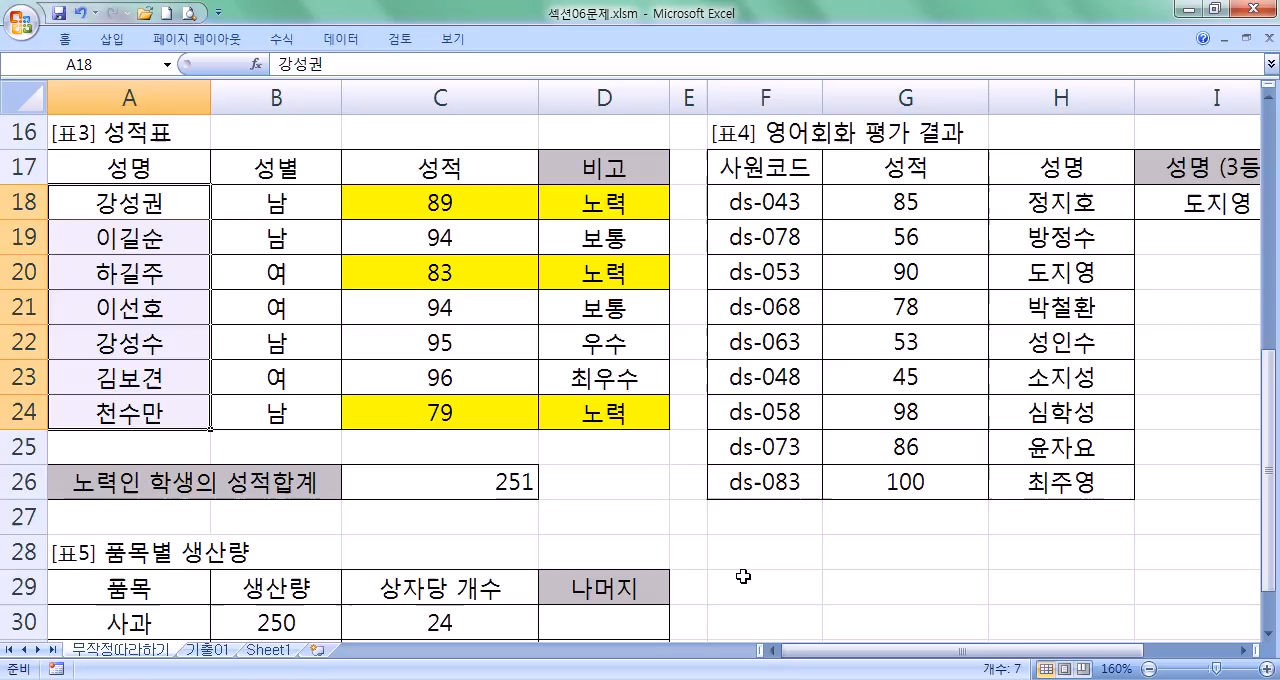 섹션06문제.xlsm - Microsoft Excel
홈 삽입 페이지 레이아웃 수식 데이터 검토 보기
A18 fx 강성권
A B C D E F G H I
16 [표3] 성적표 [표4] 영어회화 평가 결과
17 성명 성별 성적 비고 사원코드 성적 성명 성명 (3등
18 강성권 남 89 노력 ds-043 85 정지호 도지영
19 이길순 남 94 보통 ds-078 56 방정수
20 하길주 여 83 노력 ds-053 90 도지영
21 이선호 여 94 보통 ds-068 78 박철환
22 강성수 남 95 우수 ds-063 53 성인수
23 김보견 여 96 최우수 ds-048 45 소지성
24 천수만 남 79 노력 ds-058 98 심학성
25 ds-073 86 윤자요
26 노력인 학생의 성적합계 251 ds-083 100 최주영
27
28 [표5] 품목별 생산량
29 품목 생산량 상자당 개수 나머지
30 사과 250 24
무작정따라하기 기출01 Sheet1
준비 개수: 7 160%